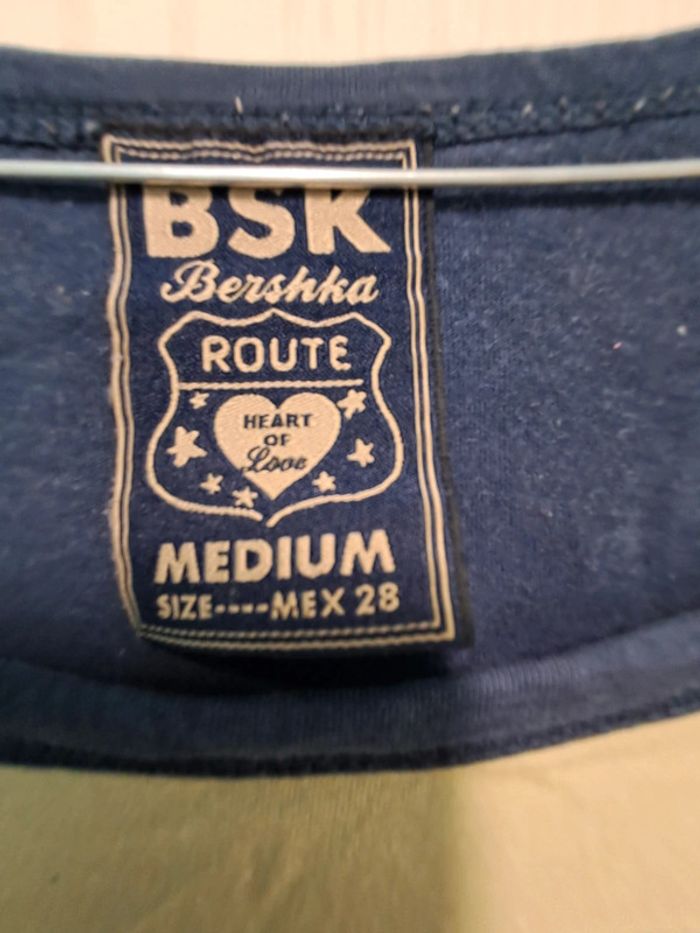 BSK
Bershka
ROUTE
HEART
OF
Love
MEDIUM
SIZE----MEX 28